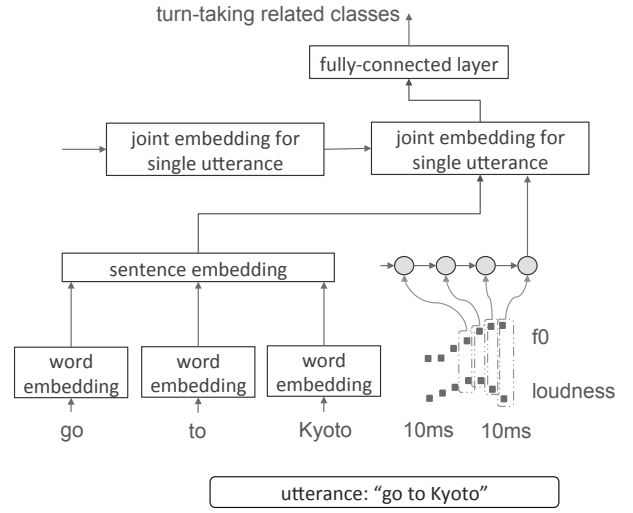 turn-taking related classes
fully-connected layer
joint embedding for
single utterance
joint embedding for
single utterance
sentence embedding
word
embedding
word
embedding
word
embedding
f0
loudness
go
to
Kyoto
10ms
10ms
utterance: “go to Kyoto”